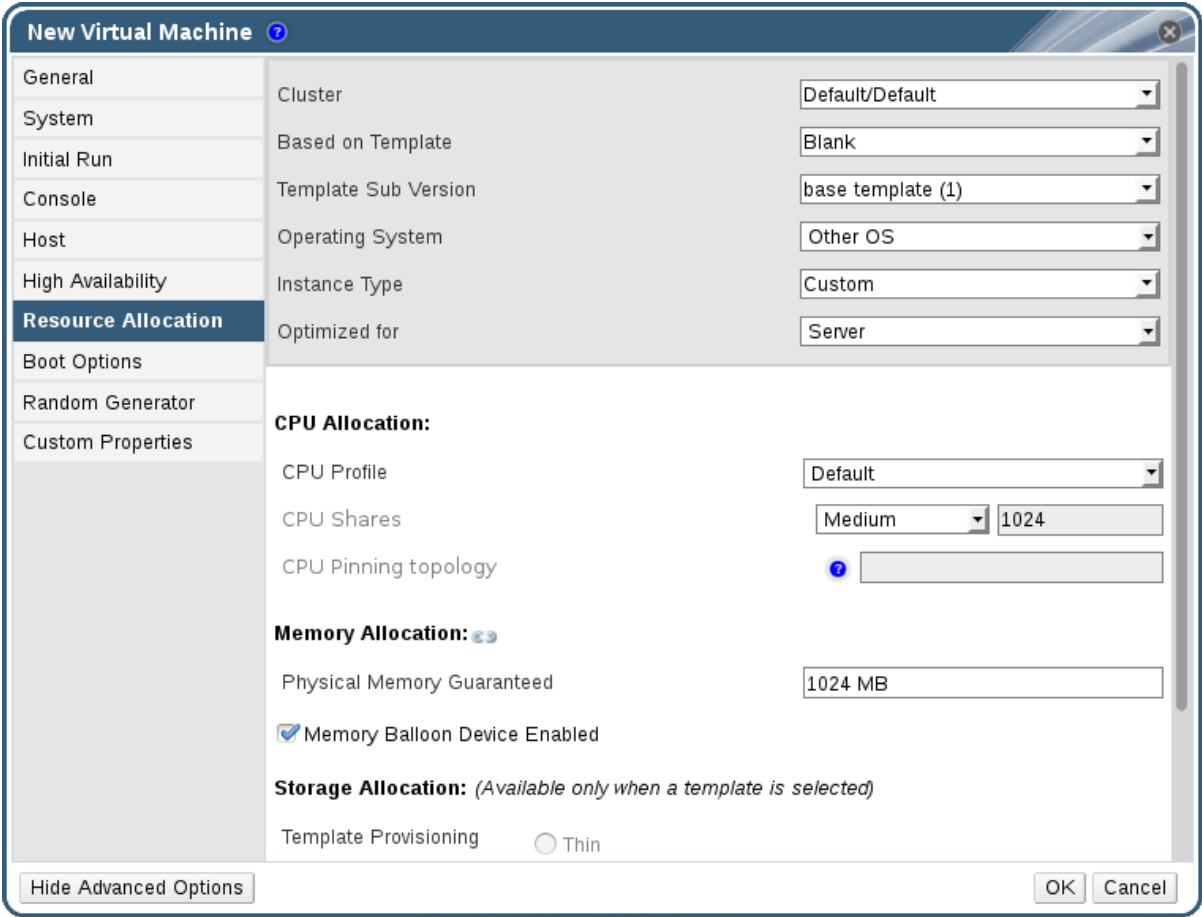 New Virtual Machine ?
General
System
Initial Run
Console
Host
High Availability
Resource Allocation
Boot Options
Random Generator
Custom Properties
Cluster Default/Default
Based on Template Blank
Template Sub Version base template (1)
Operating System Other OS
Instance Type Custom
Optimized for Server
CPU Allocation:
CPU Profile Default
CPU Shares Medium 1024
CPU Pinning topology ?
Memory Allocation:
Physical Memory Guaranteed 1024 MB
Memory Balloon Device Enabled
Storage Allocation: (Available only when a template is selected)
Template Provisioning Thin
Hide Advanced Options OK Cancel